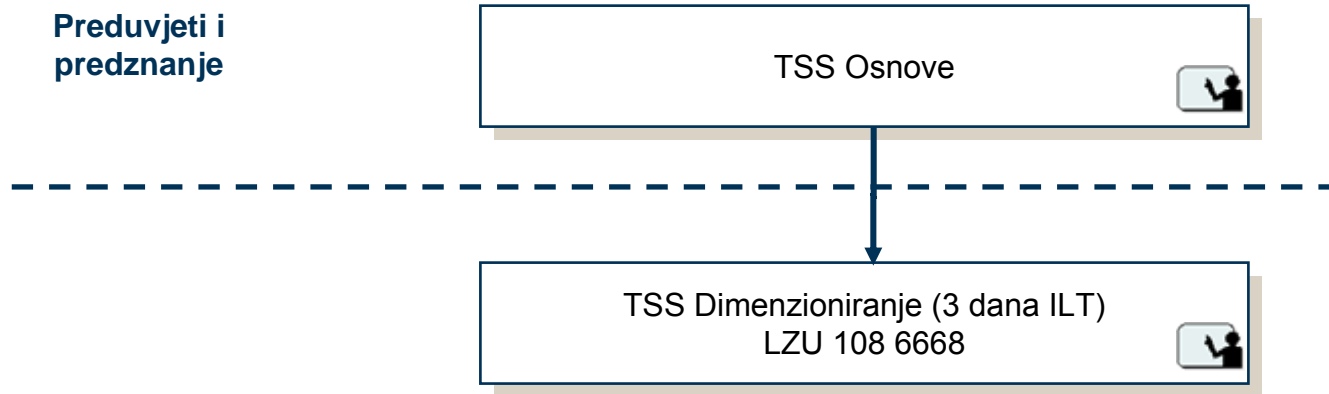 Preduvjeti i
predznanje
TSS Osnove
TSS Dimenzioniranje (3 dana ILT)
LZU 108 6668